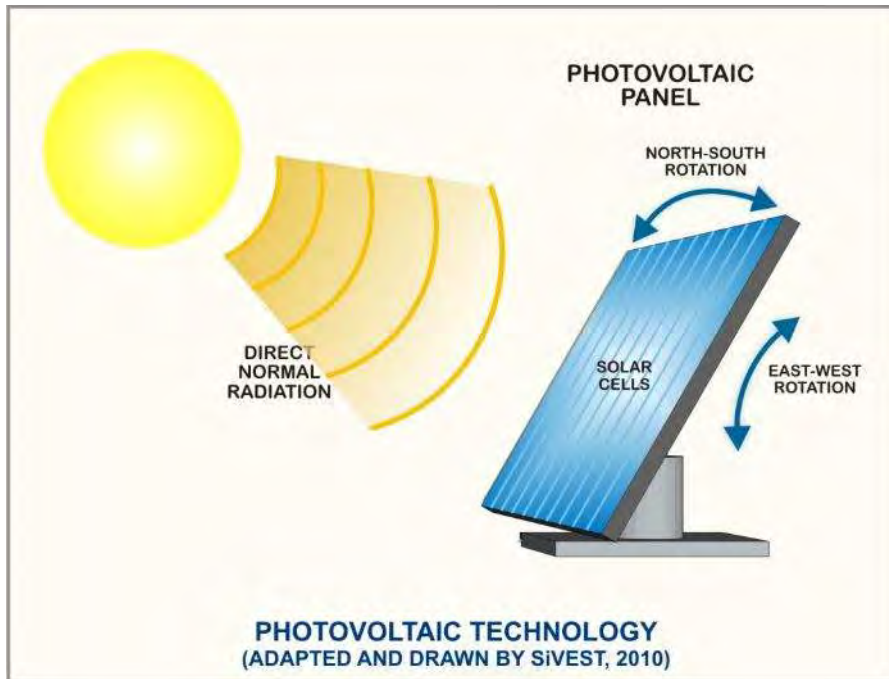 PHOTOVOLTAIC
PANEL
NORTH-SOUTH
ROTATION
DIRECT
NORMAL
RADIATION
SOLAR
CELLS
EAST-WEST
ROTATION
PHOTOVOLTAIC TECHNOLOGY
(ADAPTED AND DRAWN BY SiVEST, 2010)